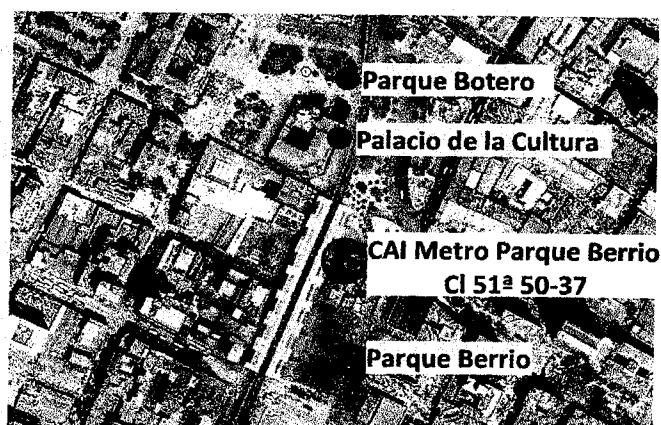 Parque Botero
Palacio de la Cultura
CAI Metro Parque Berrio
Cl 51ª 50-37
Parque Berrio